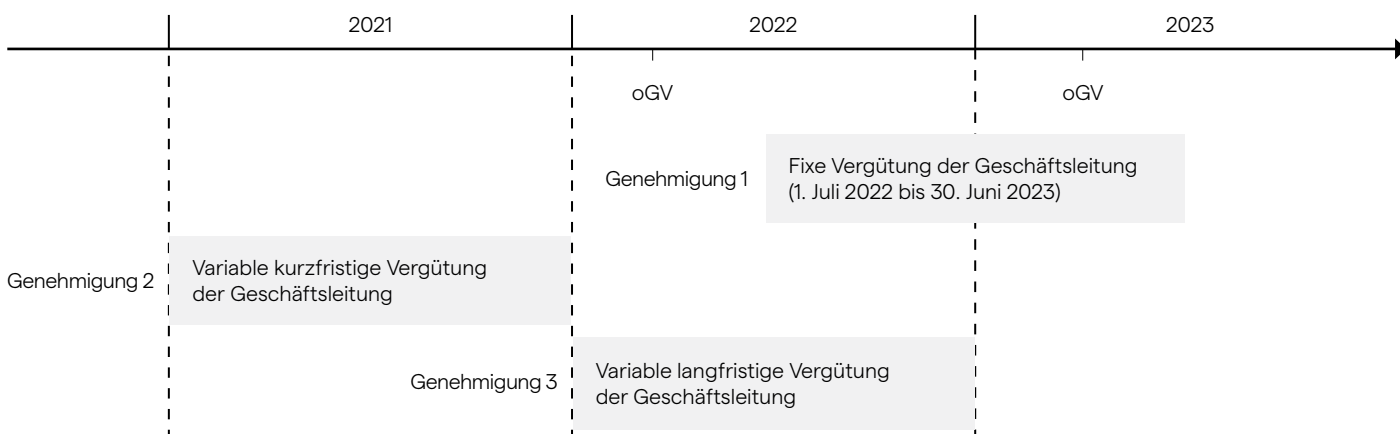 2021
2022
2023
oGV
oGV
Genehmigung 1
Fixe Vergütung der Geschäftsleitung
(1. Juli 2022 bis 30. Juni 2023)
Genehmigung 2
Variable kurzfristige Vergütung
der Geschäftsleitung
Genehmigung 3
Variable langfristige Vergütung
der Geschäftsleitung